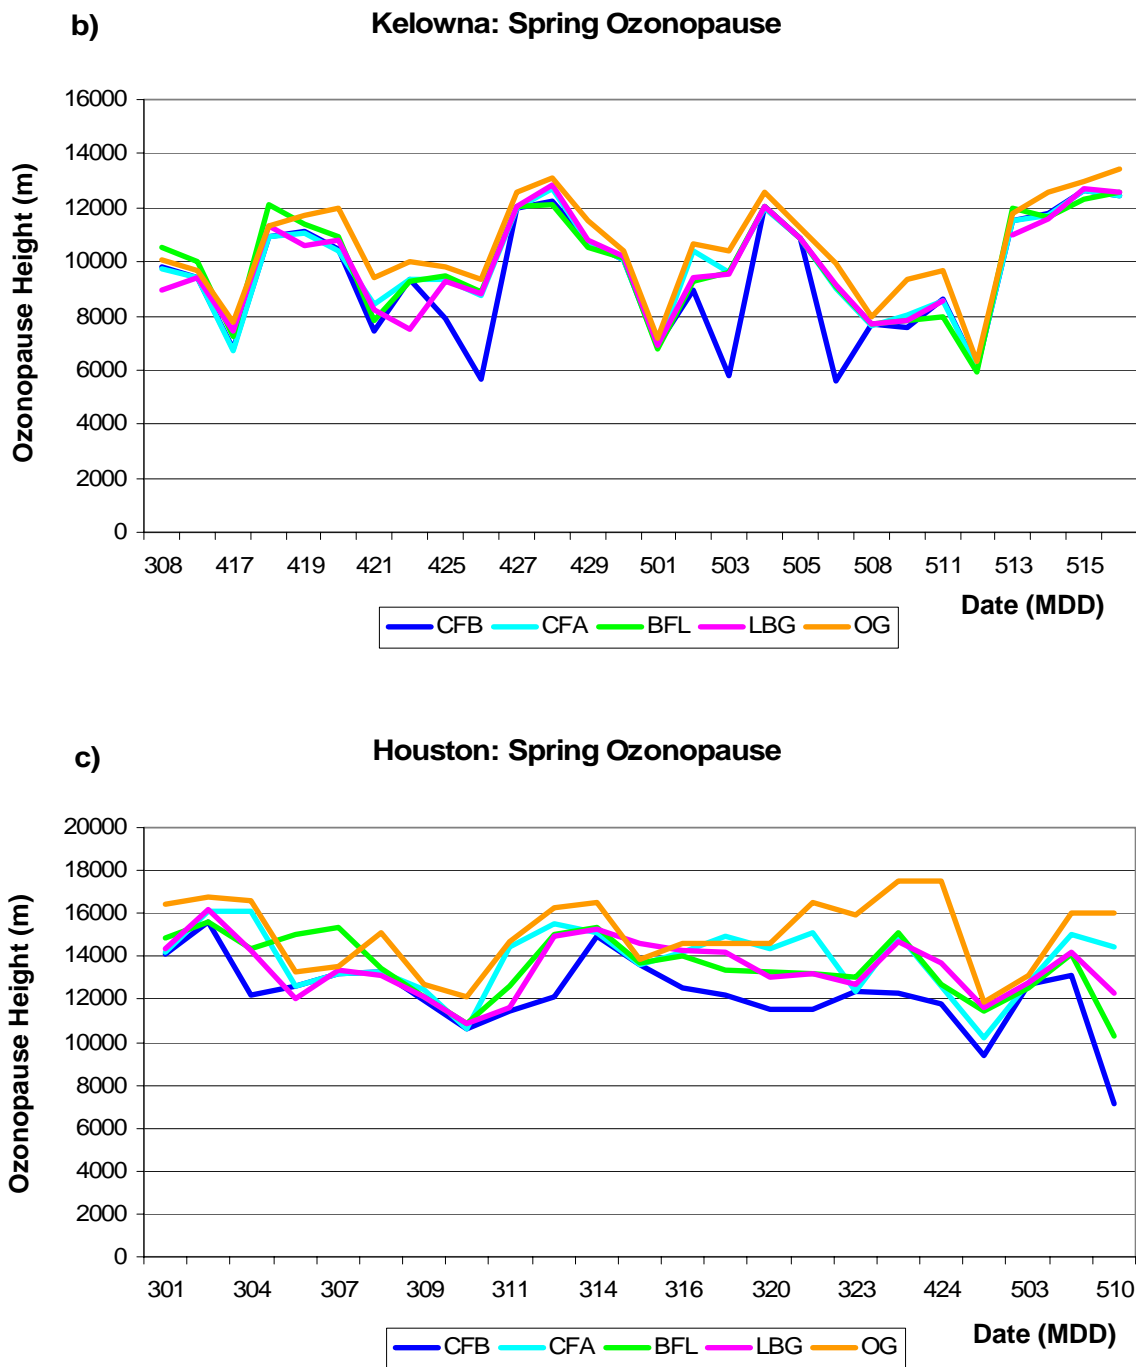 b) Kelowna: Spring Ozonopause
Ozonopause Height (m)
16000
14000
12000
10000
8000
6000
4000
2000
0
308 417 419 421 425 427 429 501 503 505 508 511 513 515
Date (MDD)
CFB CFA BFL LBG OG
c) Houston: Spring Ozonopause
Ozonopause Height (m)
20000
18000
16000
14000
12000
10000
8000
6000
4000
2000
0
301 304 307 309 311 314 316 320 323 424 503 510
Date (MDD)
CFB CFA BFL LBG OG